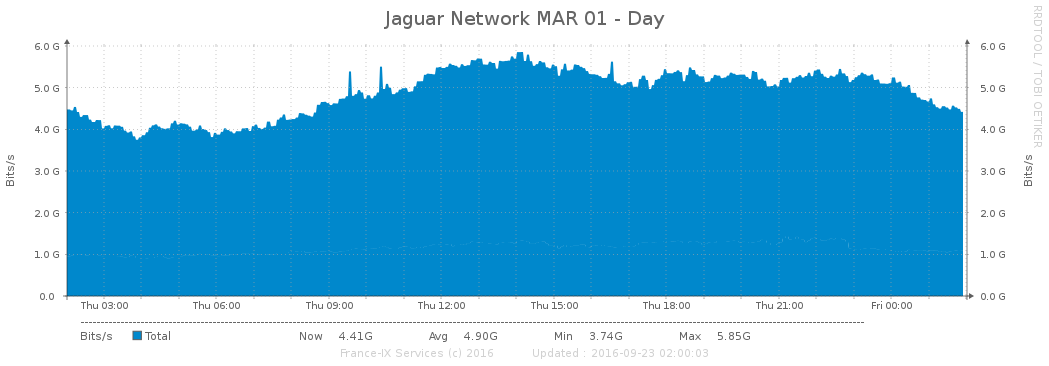 Jaguar Network MAR 01 - Day
RRDTOOL / TOBI OETIKER
Bits/s
6.0 G
5.0 G
4.0 G
3.0 G
2.0 G
1.0 G
0.0
6.0 G
5.0 G
4.0 G
3.0 G
2.0 G
1.0 G
0.0 G
Bits/s
Thu 03:00 Thu 06:00 Thu 09:00 Thu 12:00 Thu 15:00 Thu 18:00 Thu 21:00 Fri 00:00
Bits/s Total Now 4.41G Avg 4.90G Min 3.74G Max 5.85G
France-IX Services (c) 2016 Updated : 2016-09-23 02:00:03